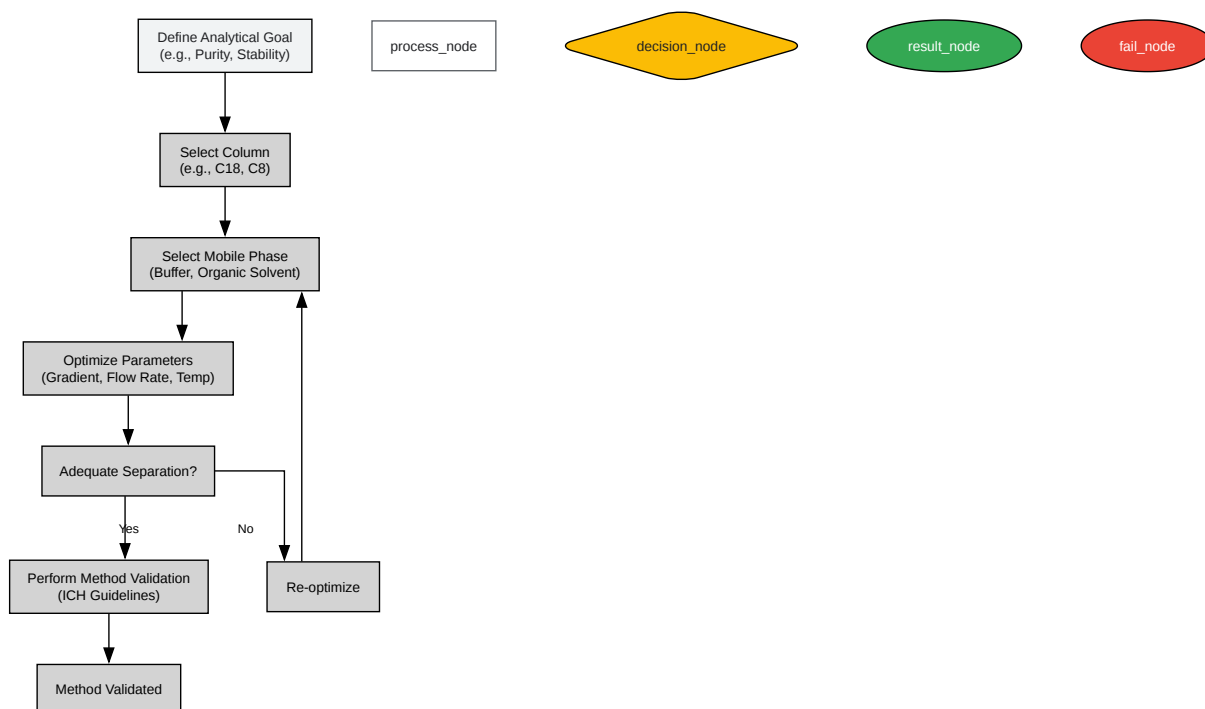 Define Analytical Goal
(e.g., Purity, Stability)
process_node
decision_node
result_node
fail_node
Select Column
(e.g., C18, C8)
Select Mobile Phase
(Buffer, Organic Solvent)
Optimize Parameters
(Gradient, Flow Rate, Temp)
Adequate Separation?
Yes
No
Perform Method Validation
(ICH Guidelines)
Re-optimize
Method Validated